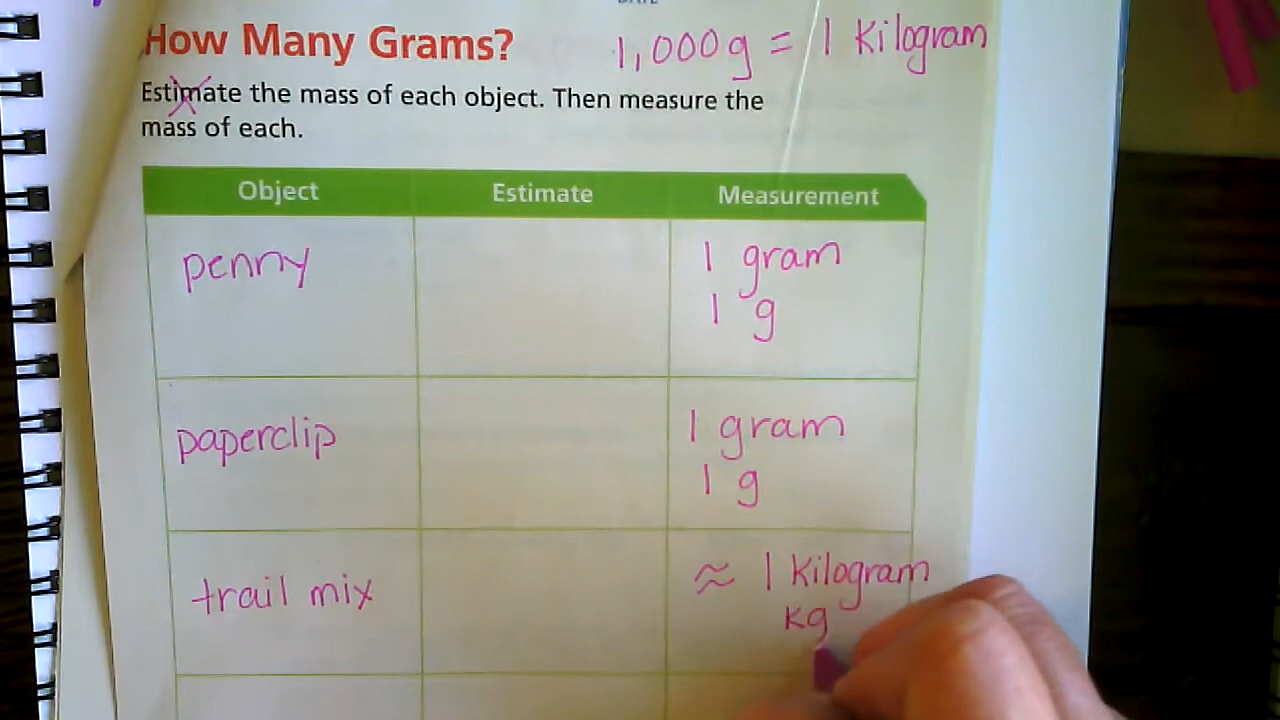 How Many Grams?
1,000g = 1 Kilogram
Estimate the mass of each object. Then measure the
mass of each.
Object Estimate Measurement
penny
1 gram
1 g
paperclip
1 gram
1 g
trail mix
≈ 1 Kilogram
Kg